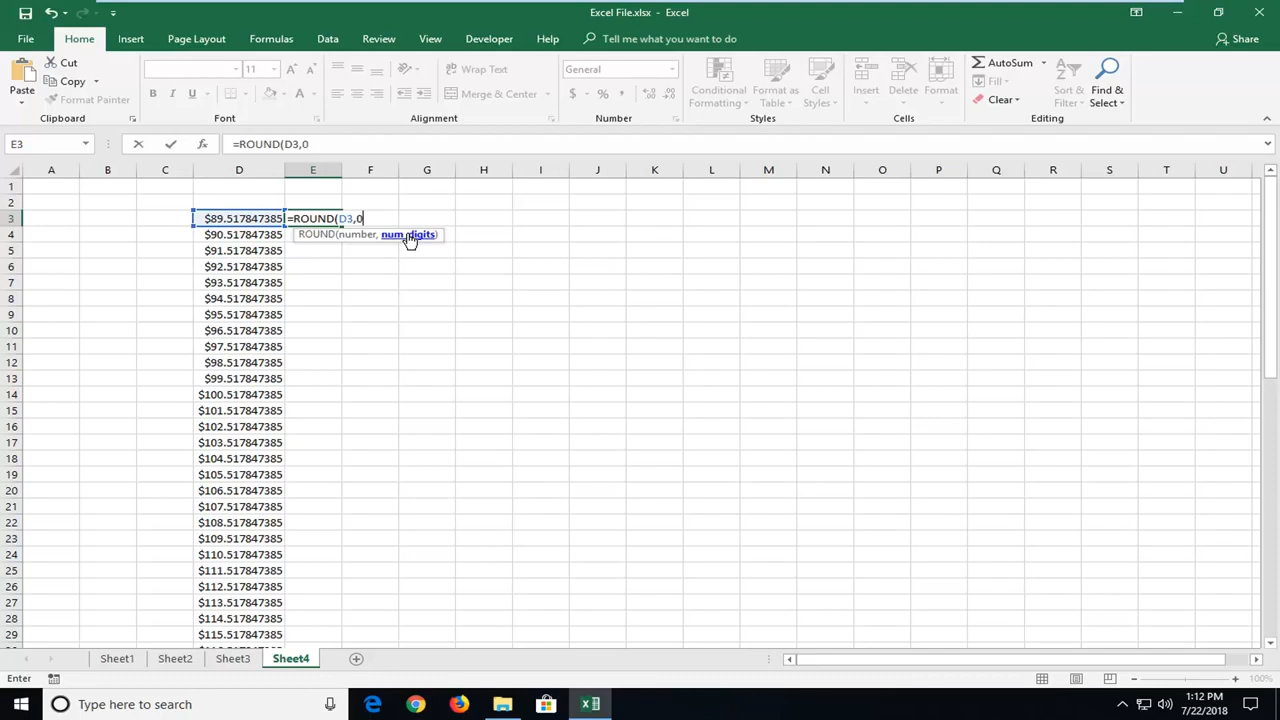 Excel File.xlsx - Excel
File Home Insert Page Layout Formulas Data Review View Developer Help Tell me what you want to do Share
Paste
Cut
Copy
Format Painter
Clipboard
11 A A
B I U A
Font
Wrap Text
Merge & Center
Alignment
General
$ % ,
Number
Conditional Formatting
Format as Table
Cell Styles
Styles
Insert Delete Format
Cells
AutoSum
Fill
Clear
Sort & Filter
Find & Select
Editing
E3 fx =ROUND(D3,0
A B C D E F G H I J K L M N O P Q R S T U
1
2
3 $89.517847385 =ROUND(D3,0
4 $90.517847385 ROUND(number, num_digits)
5 $91.517847385
6 $92.517847385
7 $93.517847385
8 $94.517847385
9 $95.517847385
10 $96.517847385
11 $97.517847385
12 $98.517847385
13 $99.517847385
14 $100.517847385
15 $101.517847385
16 $102.517847385
17 $103.517847385
18 $104.517847385
19 $105.517847385
20 $106.517847385
21 $107.517847385
22 $108.517847385
23 $109.517847385
24 $110.517847385
25 $111.517847385
26 $112.517847385
27 $113.517847385
28 $114.517847385
29 $115.517847385
Sheet1 Sheet2 Sheet3 Sheet4
Enter 100%
Type here to search
1:12 PM
7/22/2018